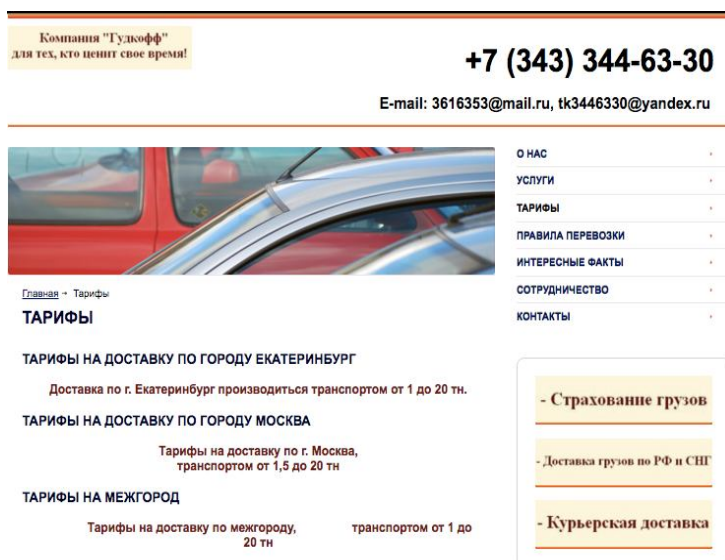 Компания "Гудкофф"
для тех, кто ценит свое время!
+7 (343) 344-63-30
E-mail: 3616353@mail.ru, tk3446330@yandex.ru
О НАС
УСЛУГИ
ТАРИФЫ
ПРАВИЛА ПЕРЕВОЗКИ
ИНТЕРЕСНЫЕ ФАКТЫ
СОТРУДНИЧЕСТВО
КОНТАКТЫ
Главная → Тарифы
ТАРИФЫ
ТАРИФЫ НА ДОСТАВКУ ПО ГОРОДУ ЕКАТЕРИНБУРГ
Доставка по г. Екатеринбург производиться транспортом от 1 до 20 тн.
ТАРИФЫ НА ДОСТАВКУ ПО ГОРОДУ МОСКВА
Тарифы на доставку по г. Москва,
транспортом от 1,5 до 20 тн
ТАРИФЫ НА МЕЖГОРОД
Тарифы на доставку по межгороду, транспортом от 1 до
20 тн
- Страхование грузов
- Доставка грузов по РФ и СНГ
- Курьерская доставка